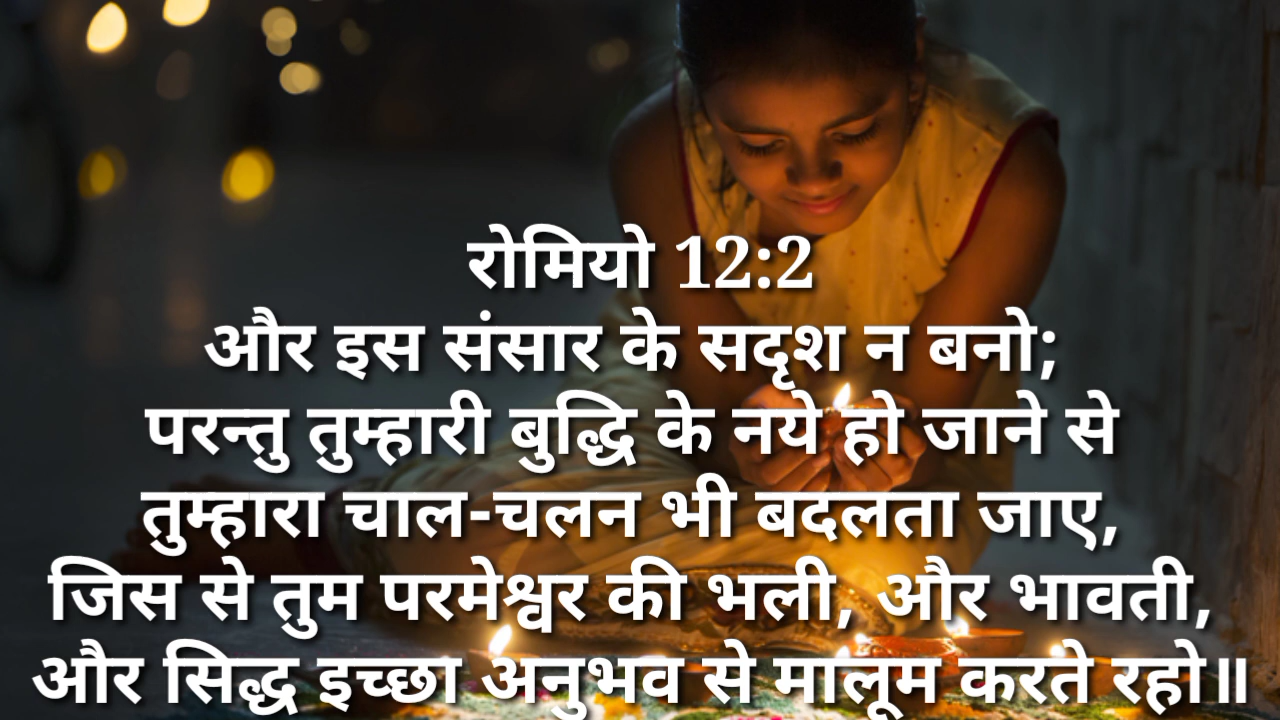 रोमियो 12:2
और इस संसार के सदृश न बनो;
परन्तु तुम्हारी बुद्धि के नये हो जाने से
तुम्हारा चाल-चलन भी बदलता जाए,
जिस से तुम परमेश्वर की भली, और भावती,
और सिद्ध इच्छा अनुभव से मालूम करते रहो॥